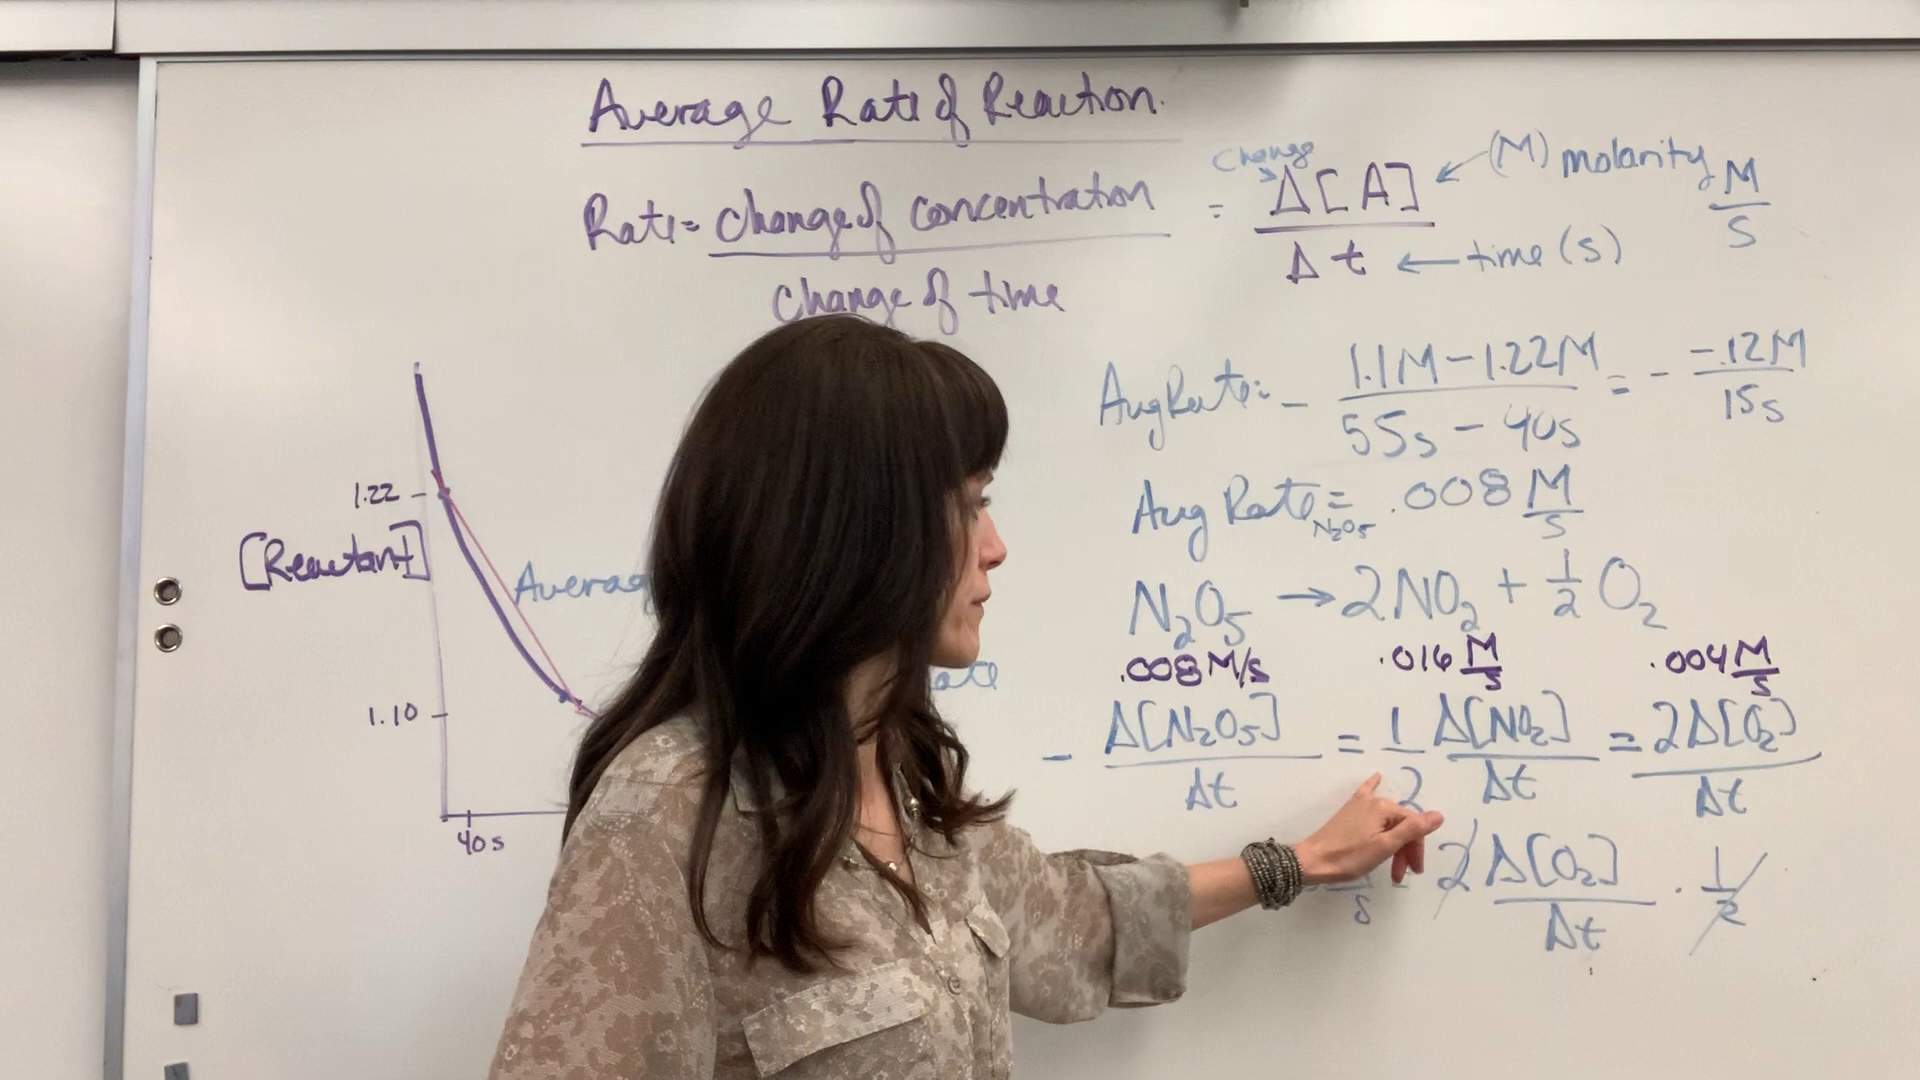 Average Rate of Reaction.
Change
Rate = change of concentration / change of time = Δ[A] / Δt
← (M) molarity M/S
← time (s)
Avg Rate: - 1.1M - 1.22M / 55s - 40s = - -.12M / 15s
Avg Rate N₂O₅ = .008 M/s
1.22
[Reactant]
Averag
N₂O₅ → 2NO₂ + ½ O₂
.008 M/s .016 M/s .004 M/s
1.10
- Δ[N₂O₅] / Δt = 1/2 Δ[NO₂] / Δt = 2Δ[O₂] / Δt
40s
2 Δ[O₂] / Δt · 1/2